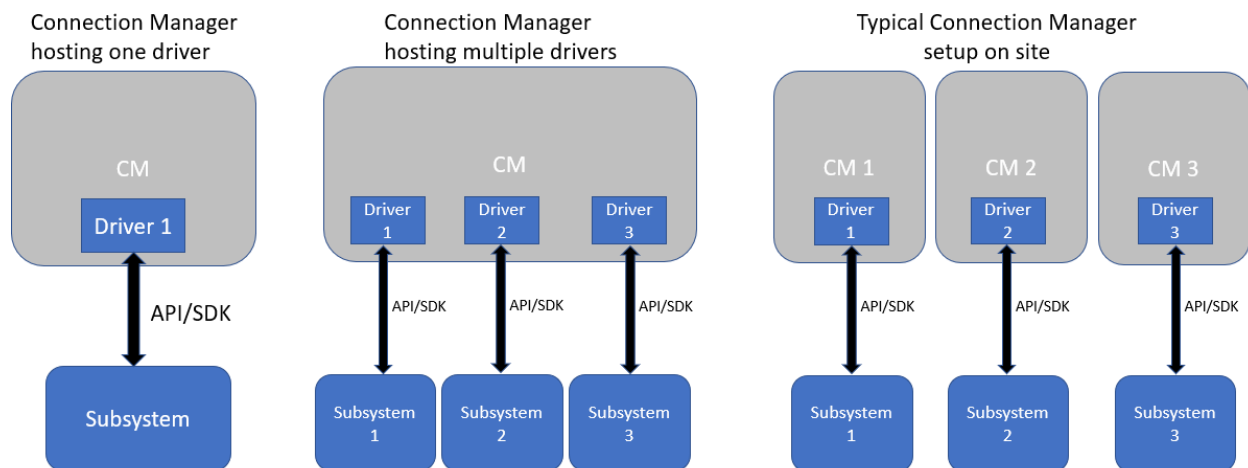 Connection Manager
hosting one driver
CM
Driver 1
API/SDK
Subsystem
Connection Manager
hosting multiple drivers
CM
Driver
1
Driver
2
Driver
3
API/SDK
API/SDK
API/SDK
Subsystem
1
Subsystem
2
Subsystem
3
Typical Connection Manager
setup on site
CM 1
CM 2
CM 3
Driver
1
Driver
2
Driver
3
API/SDK
API/SDK
API/SDK
Subsystem
1
Subsystem
2
Subsystem
3